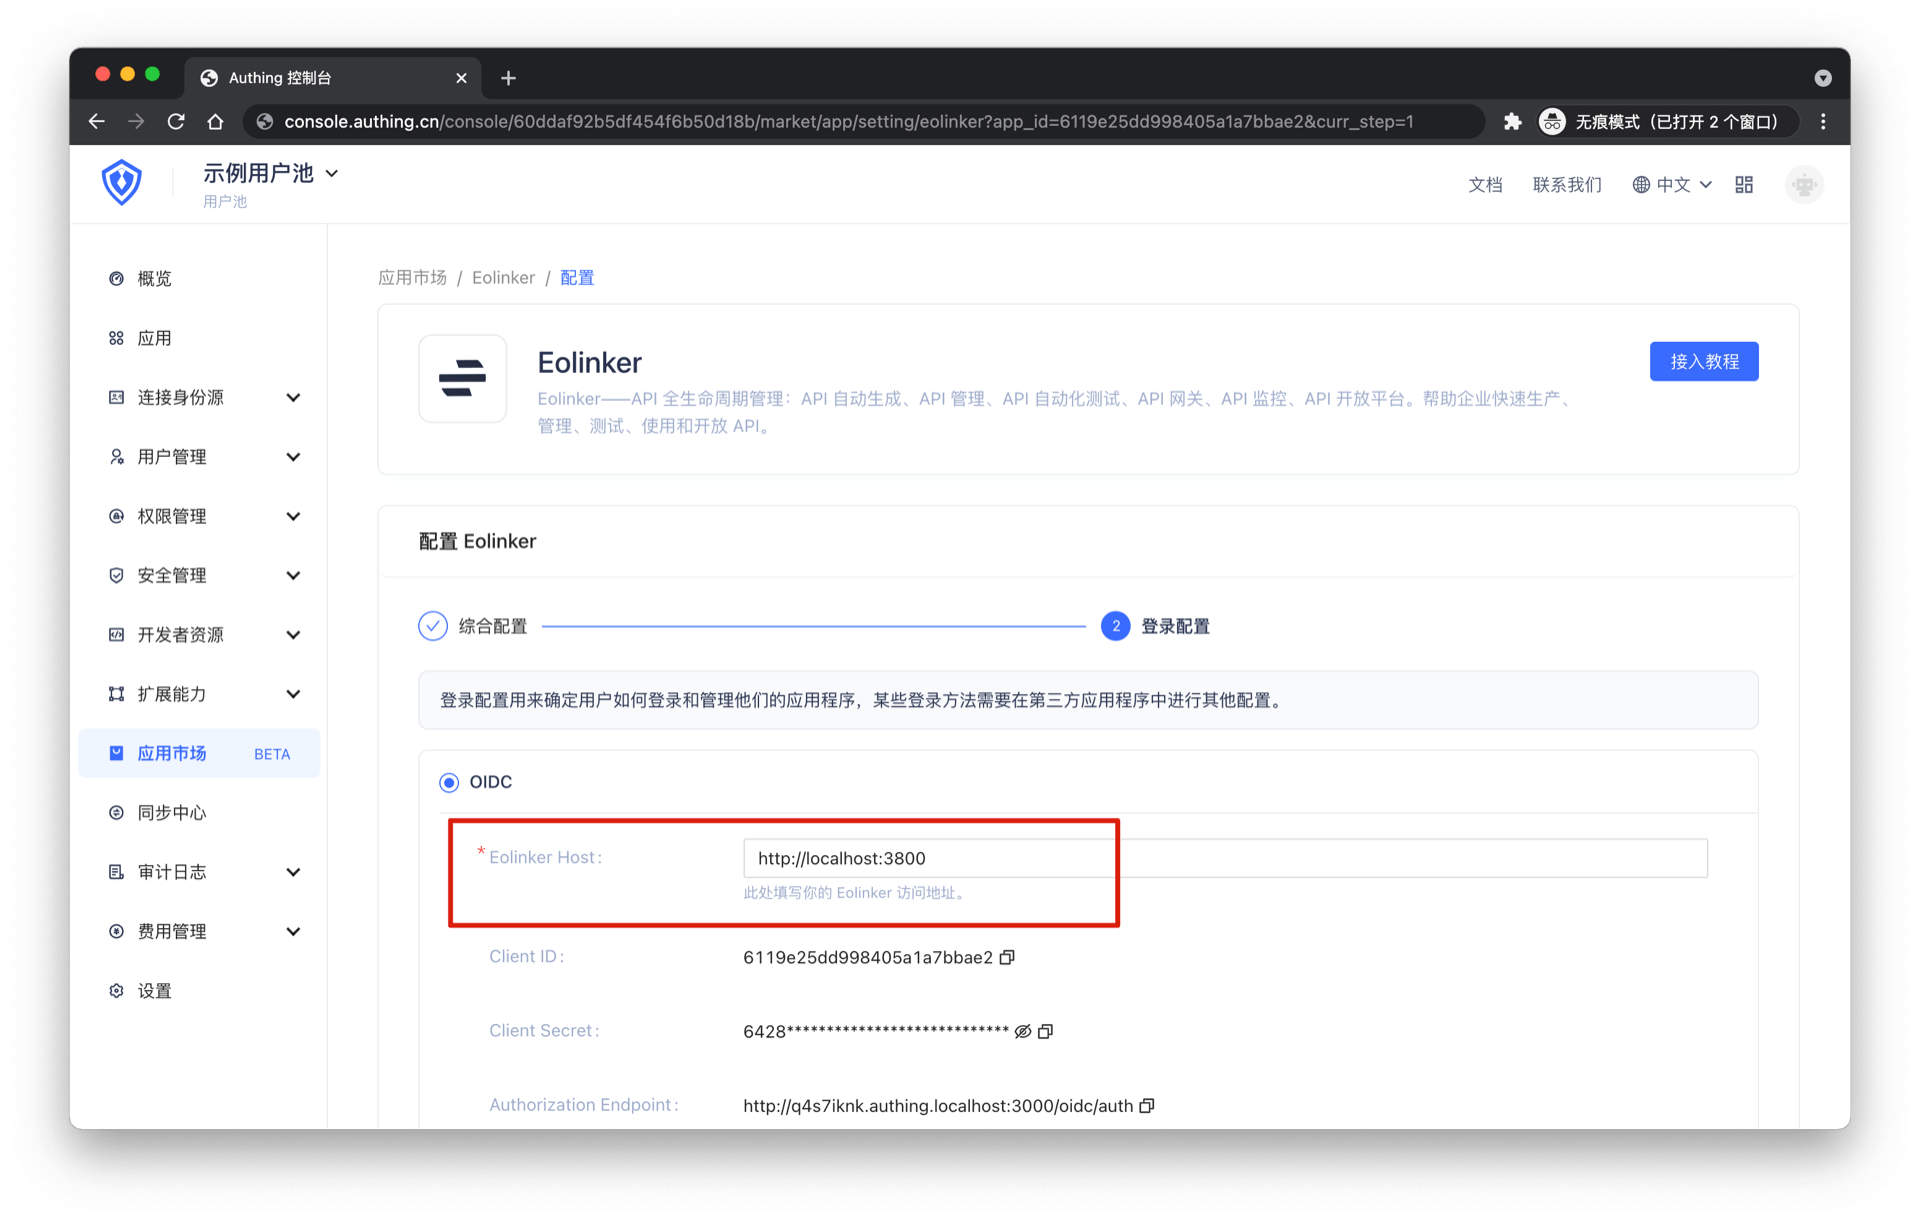 Authing 控制台
console.authing.cn/console/60ddaf92b5df454f6b50d18b/market/app/setting/eolinker?app_id=6119e25dd998405a1a7bbae2&curr_step=1
无痕模式（已打开 2 个窗口）
示例用户池
用户池
文档
联系我们
中文
概览
应用
连接身份源
用户管理
权限管理
安全管理
开发者资源
扩展能力
应用市场 BETA
同步中心
审计日志
费用管理
设置
应用市场 / Eolinker / 配置
Eolinker
接入教程
Eolinker——API 全生命周期管理：API 自动生成、API 管理、API 自动化测试、API 网关、API 监控、API 开放平台。帮助企业快速生产、
管理、测试、使用和开放 API。
配置 Eolinker
综合配置
2 登录配置
登录配置用来确定用户如何登录和管理他们的应用程序，某些登录方法需要在第三方应用程序中进行其他配置。
OIDC
* Eolinker Host: http://localhost:3800
此处填写你的 Eolinker 访问地址。
Client ID: 6119e25dd998405a1a7bbae2
Client Secret: 6428****************************
Authorization Endpoint: http://q4s7iknk.authing.localhost:3000/oidc/auth